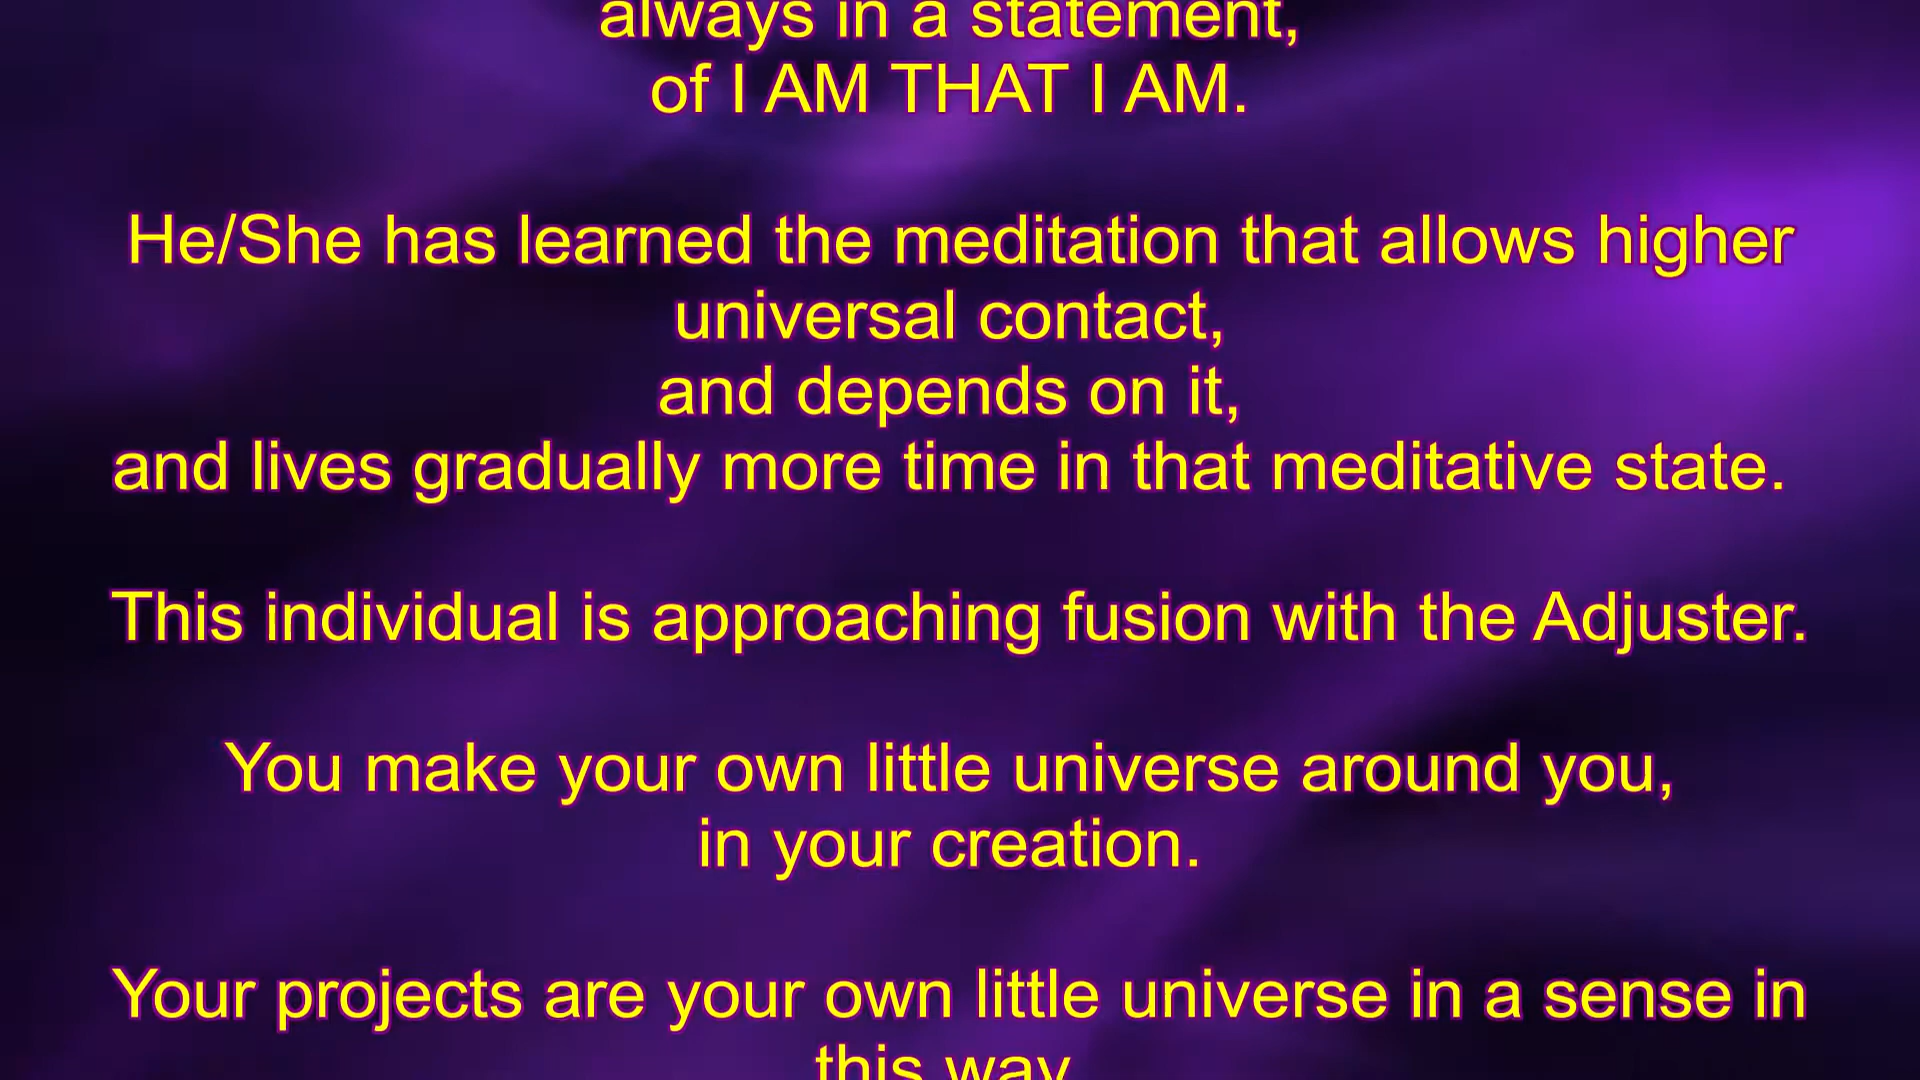 always in a statement,
of I AM THAT I AM.
He/She has learned the meditation that allows higher
universal contact,
and depends on it,
and lives gradually more time in that meditative state.
This individual is approaching fusion with the Adjuster.
You make your own little universe around you,
in your creation.
Your projects are your own little universe in a sense in
this way